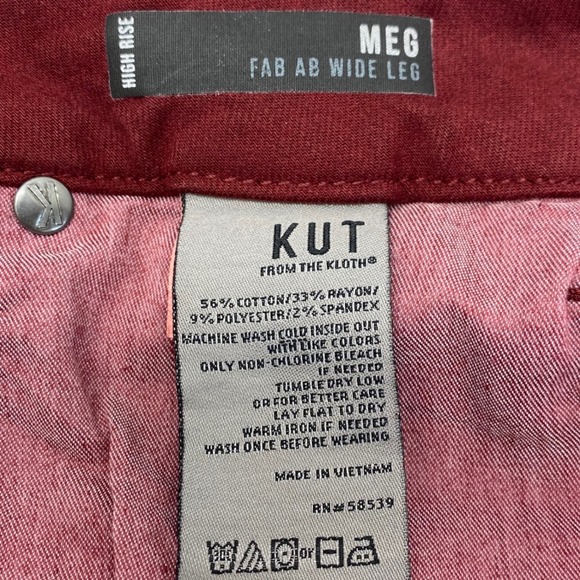 HIGH RISE
MEG
FAB AB WIDE LEG
K
KUT
FROM THE KLOTH®
56% COTTON/33% RAYON/
9% POLYESTER/2% SPANDEX
MACHINE WASH COLD INSIDE OUT
WITH LIKE COLORS
ONLY NON-CHLORINE BLEACH
IF NEEDED
TUMBLE DRY LOW
OR FOR BETTER CARE
LAY FLAT TO DRY
WARM IRON IF NEEDED
WASH ONCE BEFORE WEARING
MADE IN VIETNAM
RN# 58539
or